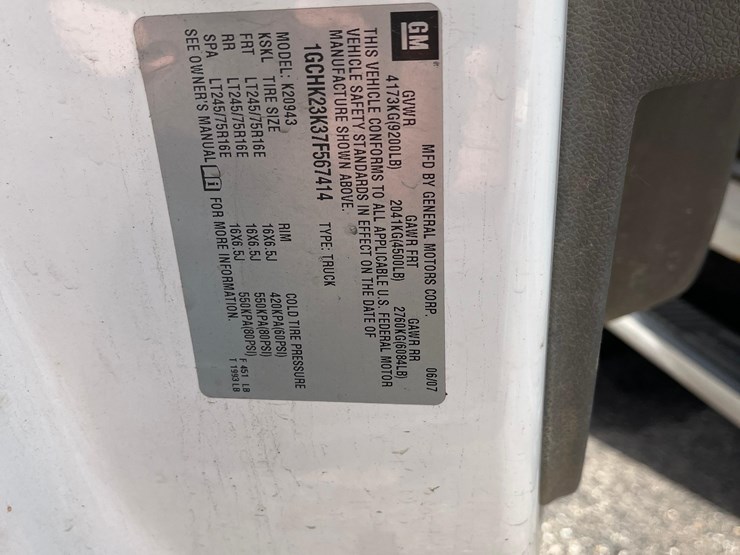 GM
MFD BY GENERAL MOTORS CORP. 06/07
GVWR GAWR FRT GAWR RR
4173KG(9200LB) 2041KG(4500LB) 2760KG(6084LB)
THIS VEHICLE CONFORMS TO ALL APPLICABLE U.S. FEDERAL MOTOR
VEHICLE SAFETY STANDARDS IN EFFECT ON THE DATE OF
MANUFACTURE SHOWN ABOVE.
1GCHK23K37F567414 TYPE: TRUCK
MODEL: K20943
KSKL TIRE SIZE RIM COLD TIRE PRESSURE
FRT LT245/75R16E 16X6.5J 420KPA(60PSI)
RR LT245/75R16E 16X6.5J 550KPA(80PSI)
SPA LT245/75R16E 16X6.5J 550KPA(80PSI)
SEE OWNER'S MANUAL i FOR MORE INFORMATION.
F 451 LB
T 1993 LB